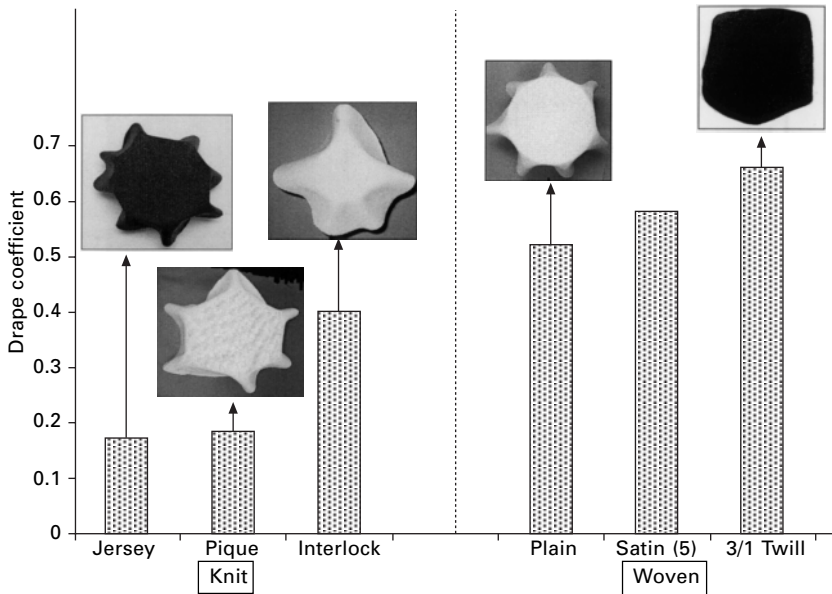 Drape coefficient
0.7
0.6
0.5
0.4
0.3
0.2
0.1
0
Jersey Pique Interlock Plain Satin (5) 3/1 Twill
Knit Woven